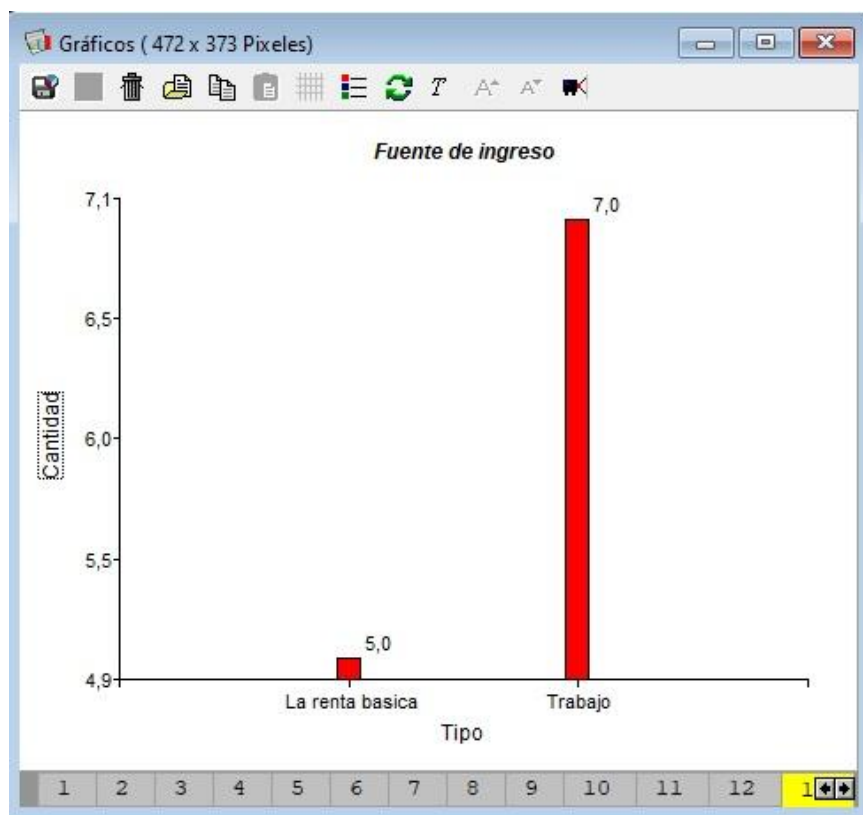 Gráficos ( 472 x 373 Pixeles)
T A A
Fuente de ingreso
7,1
7,0
6,5
Cantidad
6,0
5,5
5,0
4,9
La renta basica Trabajo
Tipo
1 2 3 4 5 6 7 8 9 10 11 12 1